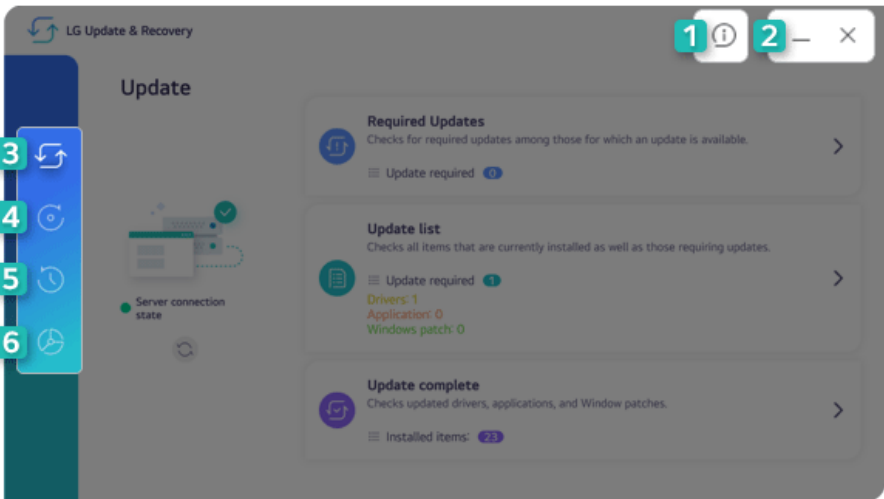 LG Update & Recovery
1
2
Update
3
4
5
6
Server connection
state
Required Updates
Checks for required updates among those for which an update is available.
Update required 0
Update list
Checks all items that are currently installed as well as those requiring updates.
Update required 1
Drivers: 1
Application: 0
Windows patch: 0
Update complete
Checks updated drivers, applications, and Window patches.
Installed items: 23